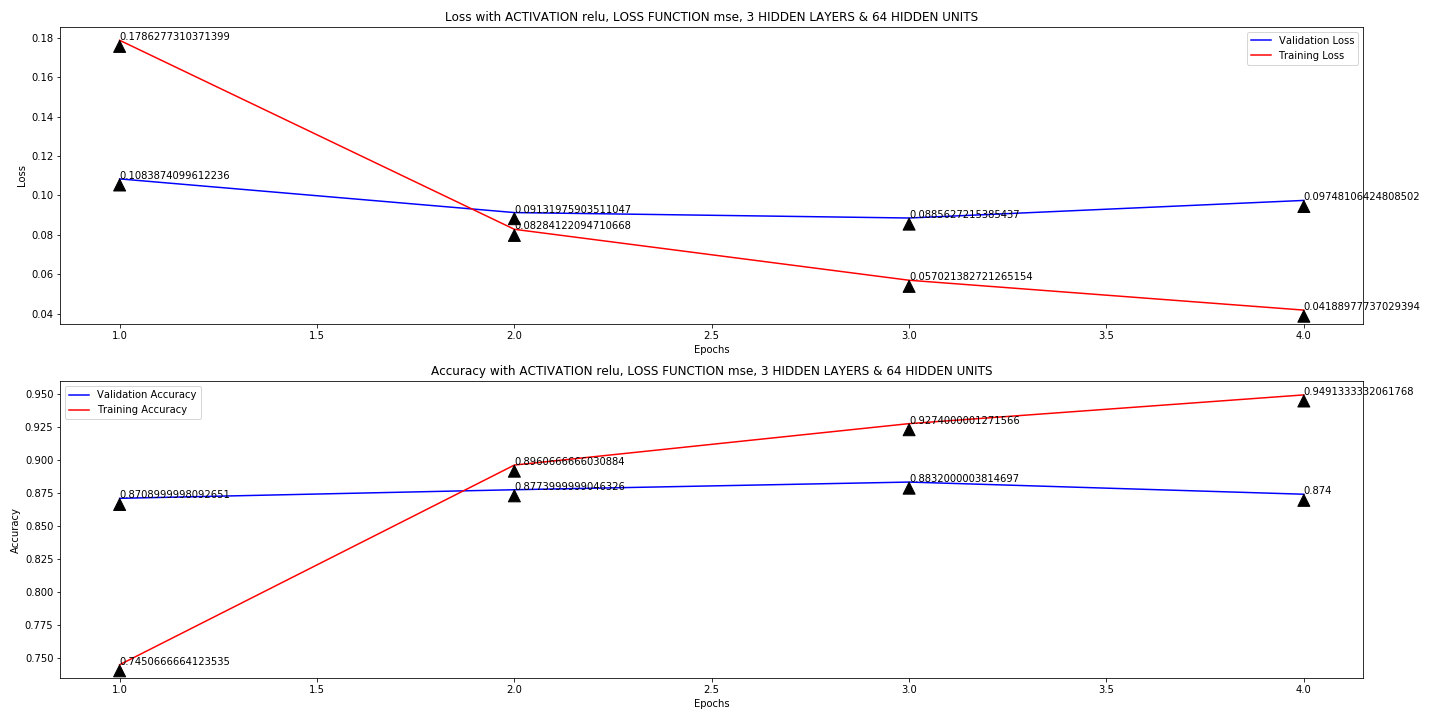 Loss with ACTIVATION relu, LOSS FUNCTION mse, 3 HIDDEN LAYERS & 64 HIDDEN UNITS
0.18
0.16
0.14
0.12
0.10
0.08
0.06
0.04
Loss
0.1786277310371399
0.1083874099612236
0.09131975903511047
0.08284122094710668
0.0885627215385437
0.057021382721265154
0.09748106424808502
0.04188977737029394
Validation Loss
Training Loss
1.0 1.5 2.0 2.5 3.0 3.5 4.0
Epochs
Accuracy with ACTIVATION relu, LOSS FUNCTION mse, 3 HIDDEN LAYERS & 64 HIDDEN UNITS
Validation Accuracy
Training Accuracy
0.950
0.925
0.900
0.875
0.850
0.825
0.800
0.775
0.750
Accuracy
0.8708999998092651
0.7450666664123535
0.8960666666030884
0.8773999999046326
0.9274000001271566
0.8832000003814697
0.9491333332061768
0.874
1.0 1.5 2.0 2.5 3.0 3.5 4.0
Epochs